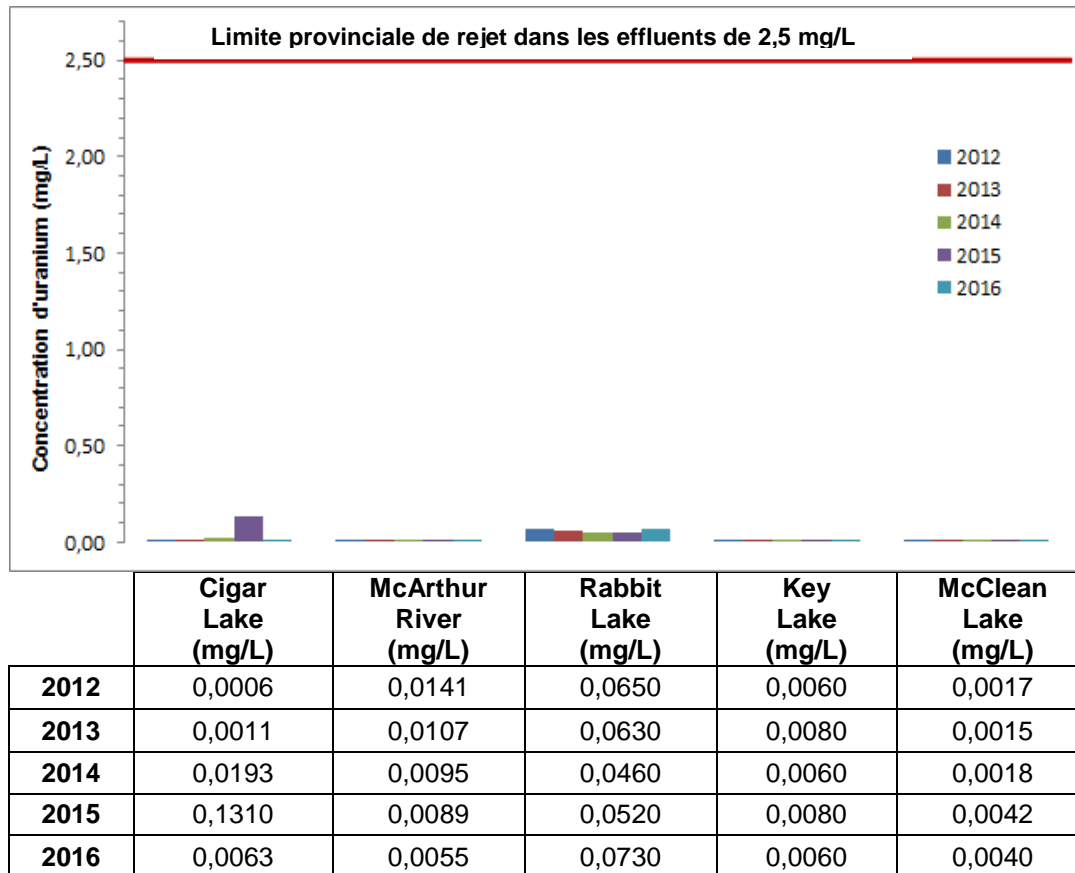 Limite provinciale de rejet dans les effluents de 2,5 mg/L
2,50
2,00
1,50
1,00
0,50
0,00
Concentration d'uranium (mg/L)
2012
2013
2014
2015
2016
Cigar Lake (mg/L) McArthur River (mg/L) Rabbit Lake (mg/L) Key Lake (mg/L) McClean Lake (mg/L)
2012 0,0006 0,0141 0,0650 0,0060 0,0017
2013 0,0011 0,0107 0,0630 0,0080 0,0015
2014 0,0193 0,0095 0,0460 0,0060 0,0018
2015 0,1310 0,0089 0,0520 0,0080 0,0042
2016 0,0063 0,0055 0,0730 0,0060 0,0040